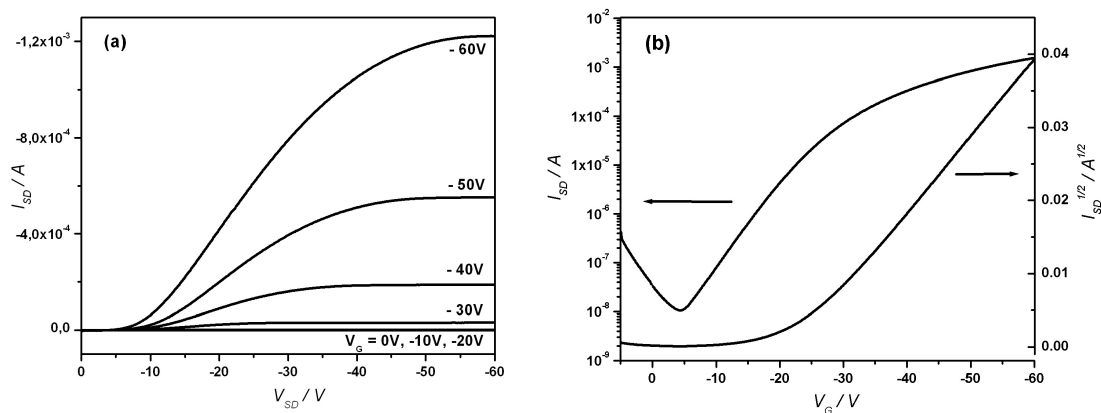 (a)
-1,2x10⁻³
-8,0x10⁻⁴
-4,0x10⁻⁴
0,0
I_SD / A
- 60V
- 50V
- 40V
- 30V
V_G = 0V, -10V, -20V
0 -10 -20 -30 -40 -50 -60
V_SD / V
(b)
10⁻²
10⁻³
1x10⁻⁴
1x10⁻⁵
10⁻⁶
10⁻⁷
10⁻⁸
10⁻⁹
I_SD / A
0.04
0.03
0.02
0.01
0.00
I_SD^1/2 / A^1/2
0 -10 -20 -30 -40 -50 -60
V_G / V